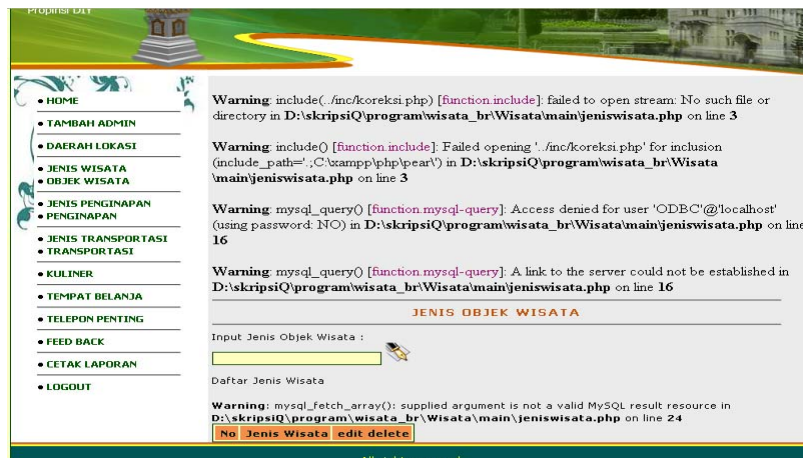 Propinsi DIY
• HOME
• TAMBAH ADMIN
• DAERAH LOKASI
• JENIS WISATA
• OBJEK WISATA
• JENIS PENGINAPAN
• PENGINAPAN
• JENIS TRANSPORTASI
• TRANSPORTASI
• KULINER
• TEMPAT BELANJA
• TELEPON PENTING
• FEED BACK
• CETAK LAPORAN
• LOGOUT
Warning: include(../inc/koreksi.php) [function.include]: failed to open stream: No such file or
directory in D:\skripsiQ\program\wisata_br\Wisata\main\jeniswisata.php on line 3
Warning: include() [function.include]: Failed opening '../inc/koreksi.php' for inclusion
(include_path='.;C:\xampp\php\pear\') in D:\skripsiQ\program\wisata_br\Wisata
\main\jeniswisata.php on line 3
Warning: mysql_query() [function.mysql-query]: Access denied for user 'ODBC'@'localhost'
(using password: NO) in D:\skripsiQ\program\wisata_br\Wisata\main\jeniswisata.php on line
16
Warning: mysql_query() [function.mysql-query]: A link to the server could not be established in
D:\skripsiQ\program\wisata_br\Wisata\main\jeniswisata.php on line 16
JENIS OBJEK WISATA
Input Jenis Objek Wisata :
Daftar Jenis Wisata
Warning: mysql_fetch_array(): supplied argument is not a valid MySQL result resource in
D:\skripsiQ\program\wisata_br\Wisata\main\jeniswisata.php on line 24
No Jenis Wisata edit delete